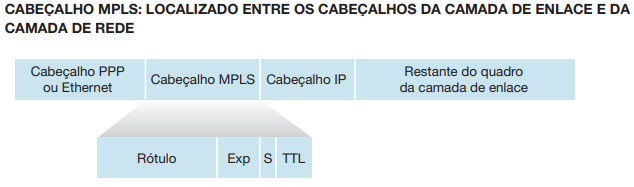 CABEÇALHO MPLS: LOCALIZADO ENTRE OS CABEÇALHOS DA CAMADA DE ENLACE E DA
CAMADA DE REDE
Cabeçalho PPP
ou Ethernet
Cabeçalho MPLS
Cabeçalho IP
Restante do quadro
da camada de enlace
Rótulo
Exp
S
TTL